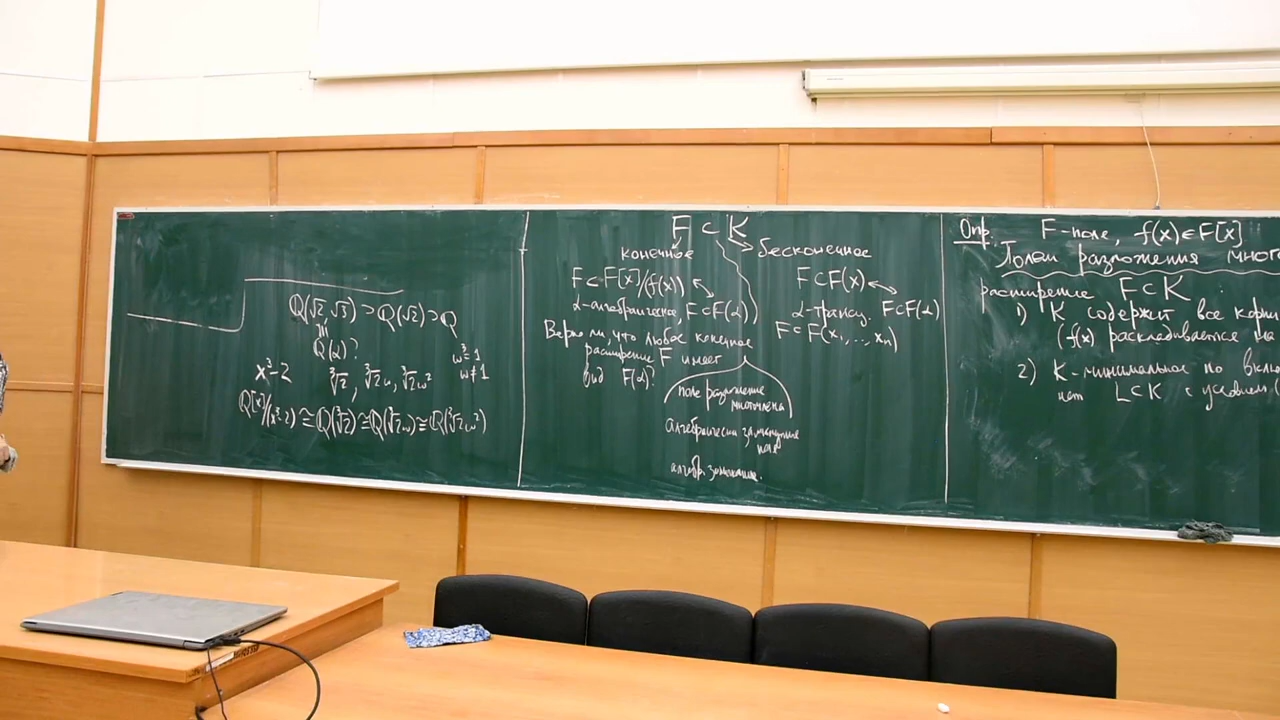 Q(√2, √3) ⊃ Q(√2) ⊃ Q
Q(α)?
ω³=1
ω≠1
x³-2
∛2, ∛2ω, ∛2ω²
Q[x]/(x³-2) ≅ Q(∛2) ≅ Q(∛2ω) ≅ Q(∛2ω²)
F ⊂ K
конечное
бесконечное
F ⊂ F[x]/(f(x))
α-алгебраическое, F ⊂ F(α)
Верно ли, что любое конечное
расширение F имеет
вид F(α)?
F ⊂ F(x)
α-трансц. F ⊂ F(α)
F ⊂ F(x₁, .., xₙ)
поле разложения
многочлена
алгебраически замкнутые
поля
алгебр. замыкание.
Опр. F-поле, f(x) ∈ F[x]
Полем разложения много
расширение F ⊂ K
1) K содержит все корни
(f(x) раскладывается на
2) K-минимальное по вклю
нет L ⊂ K с условием (